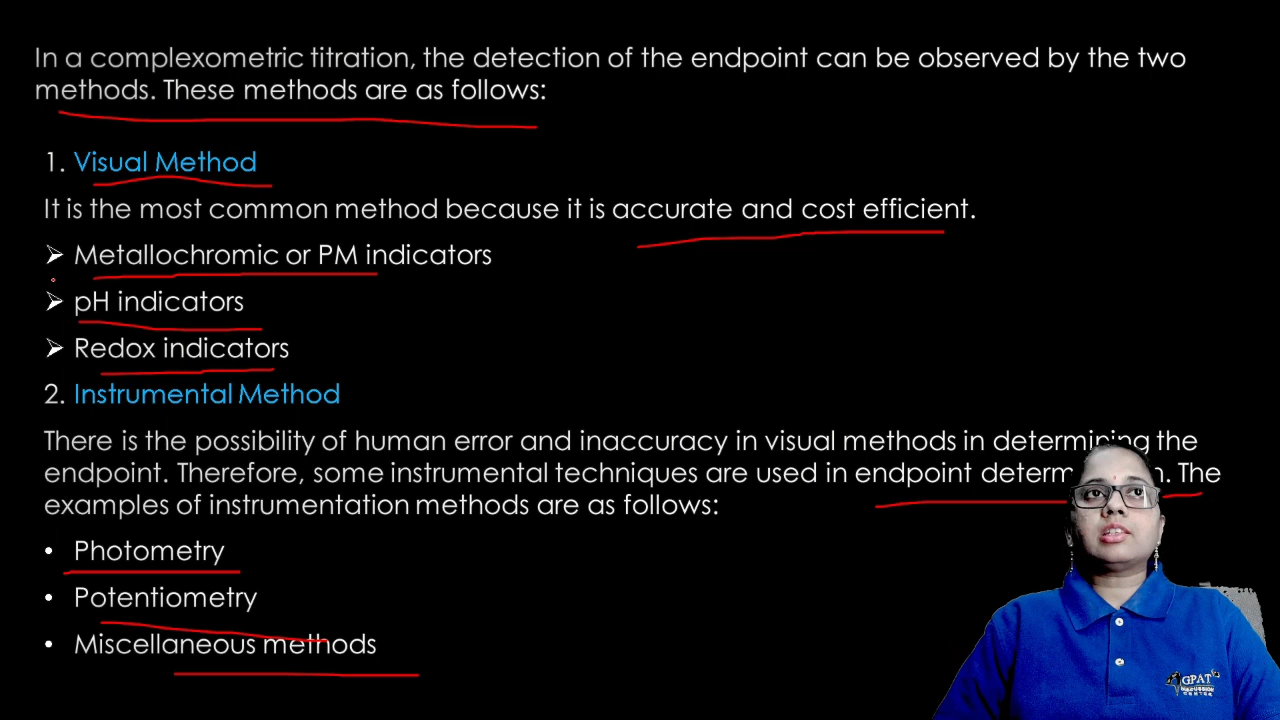 In a complexometric titration, the detection of the endpoint can be observed by the two
methods. These methods are as follows:
1. Visual Method
It is the most common method because it is accurate and cost efficient.
➢ Metallochromic or PM indicators
➢ pH indicators
➢ Redox indicators
2. Instrumental Method
There is the possibility of human error and inaccuracy in visual methods in determining the
endpoint. Therefore, some instrumental techniques are used in endpoint The
examples of instrumentation methods are as follows:
• Photometry
• Potentiometry
• Miscellaneous methods
GPAT
DISCUSSION
CENTER